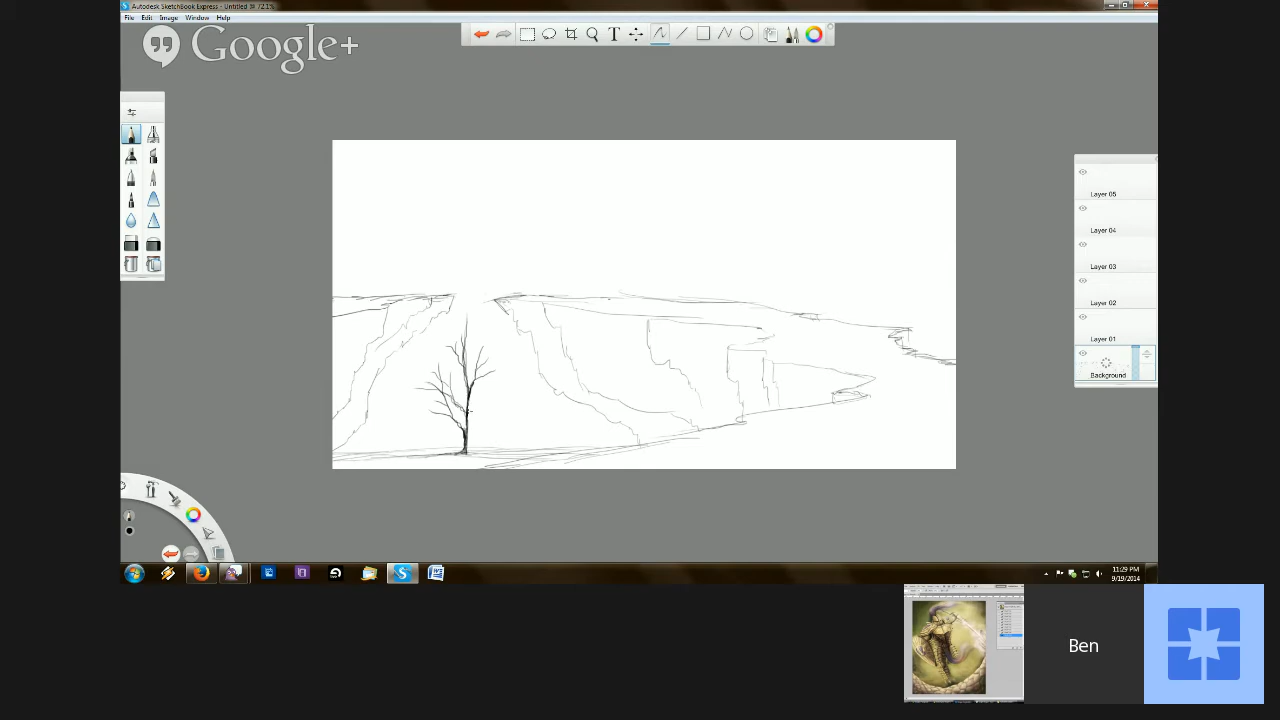 Autodesk SketchBook Express - Untitled @ 72.1%
File Edit Image Window Help
Google+
T
Layer 05
Layer 04
Layer 03
Layer 02
Layer 01
Background
11:29 PM
9/19/2014
Ben